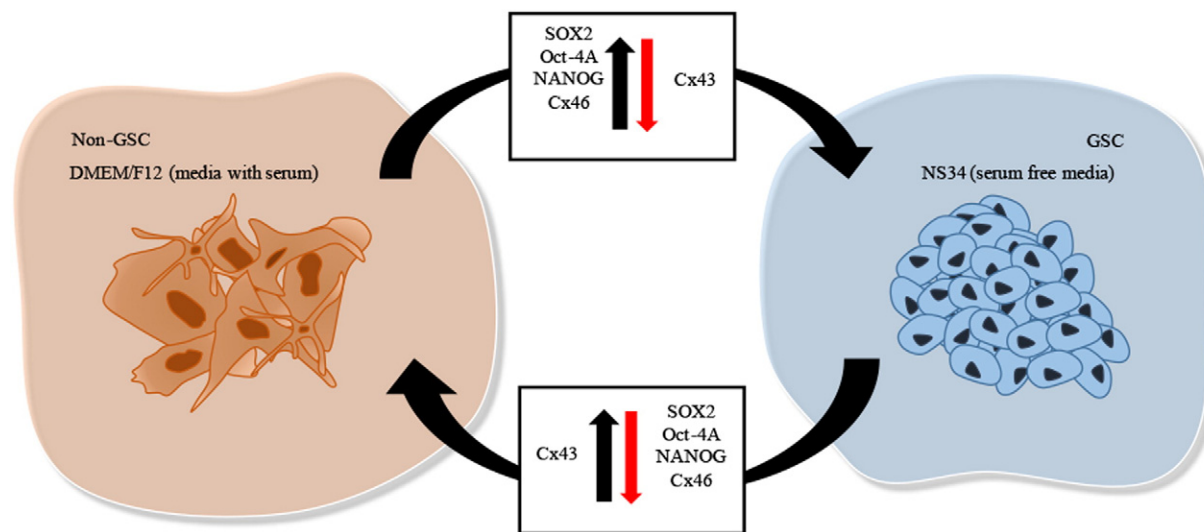 SOX2
Oct-4A
NANOG
Cx46
Cx43
Non-GSC
DMEM/F12 (media with serum)
GSC
NS34 (serum free media)
Cx43
SOX2
Oct-4A
NANOG
Cx46